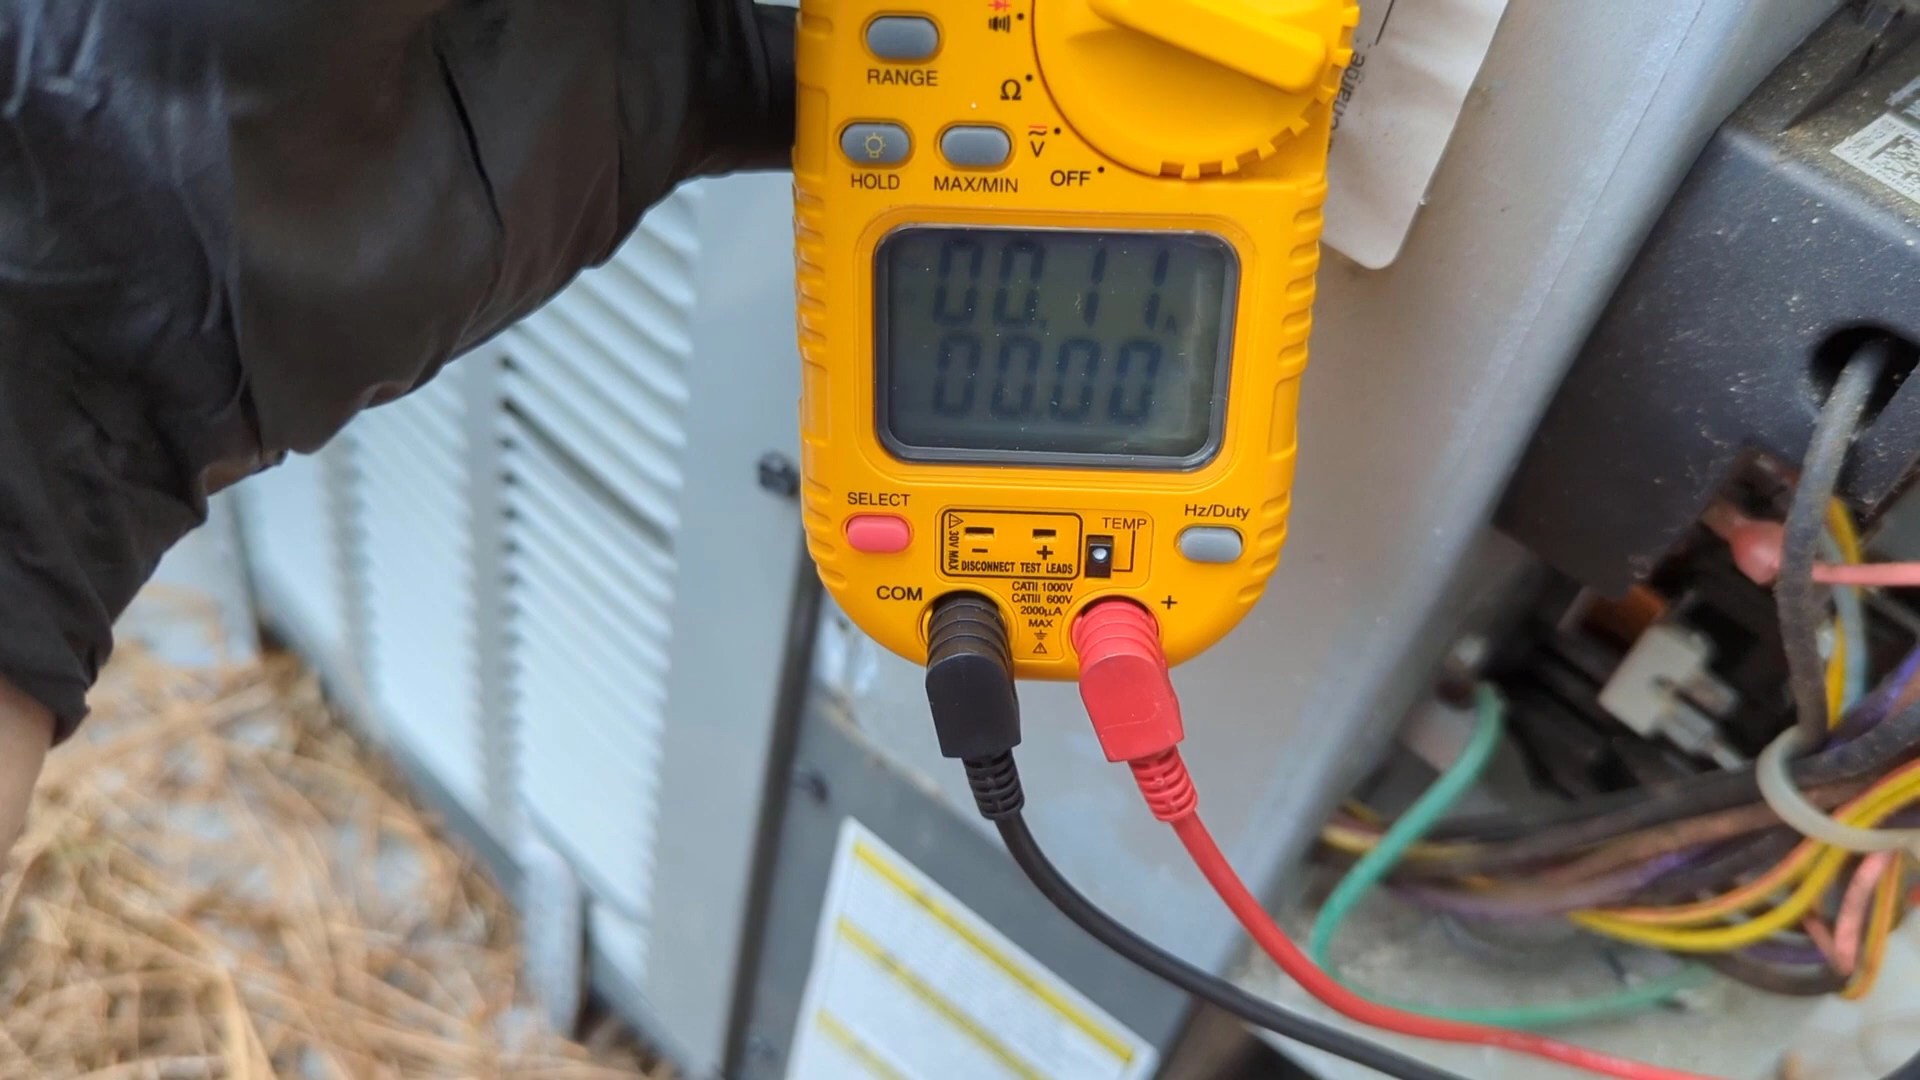 RANGE
Ω
V
HOLD
MAX/MIN
OFF
Charge
00.11
A
00.00
SELECT
Hz/Duty
TEMP
30V MAX
− +
DISCONNECT TEST LEADS
COM
CATII 1000V
CATIII 600V
2000µA
MAX
+